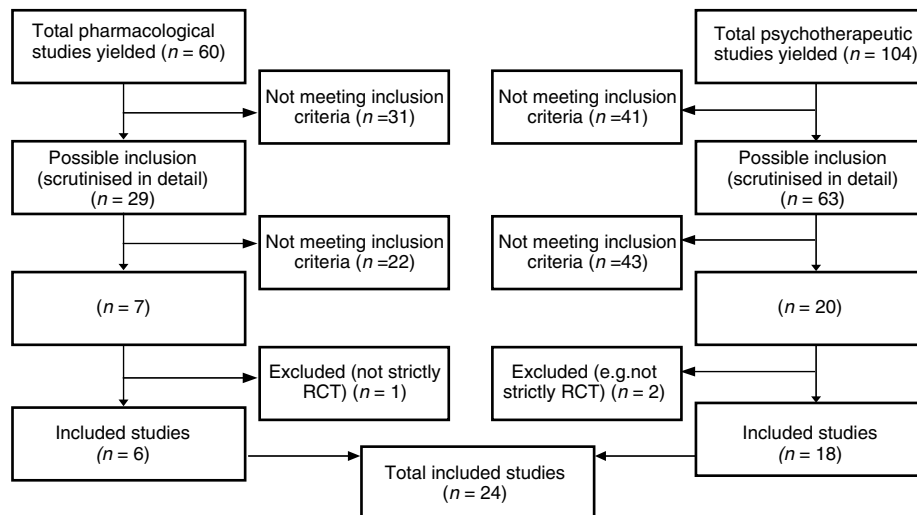 Total pharmacological
studies yielded (n = 60)
Not meeting inclusion
criteria (n =31)
Possible inclusion
(scrutinised in detail)
(n = 29)
Not meeting inclusion
criteria (n =22)
(n = 7)
Excluded (not strictly
RCT) (n = 1)
Included studies
(n = 6)
Total psychotherapeutic
studies yielded (n = 104)
Not meeting inclusion
criteria (n =41)
Possible inclusion
(scrutinised in detail)
(n = 63)
Not meeting inclusion
criteria (n =43)
(n = 20)
Excluded (e.g.not
strictly RCT) (n = 2)
Included studies
(n = 18)
Total included studies
(n = 24)